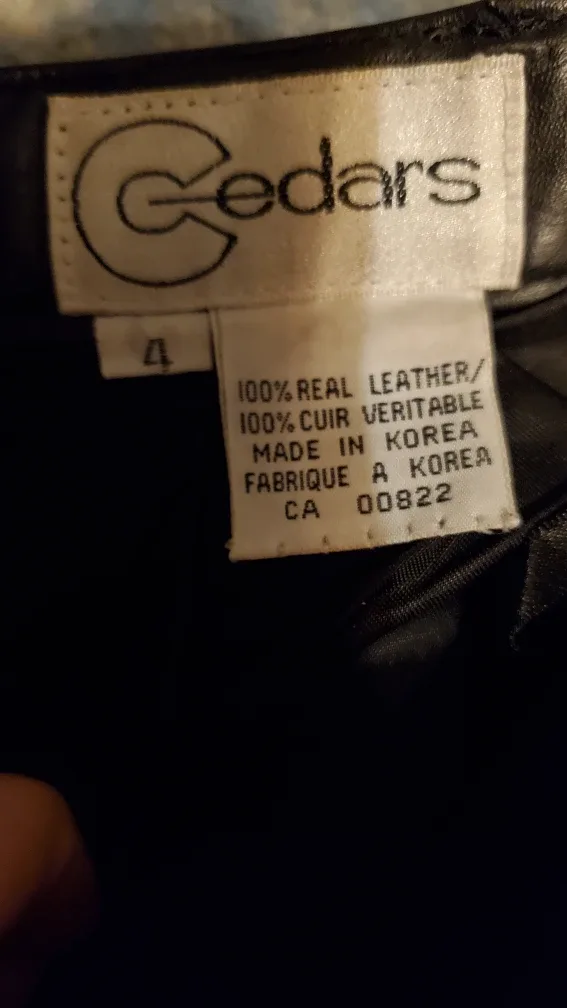 Cedars
4
100% REAL LEATHER/
100% CUIR VERITABLE
MADE IN KOREA
FABRIQUE A KOREA
CA 00822